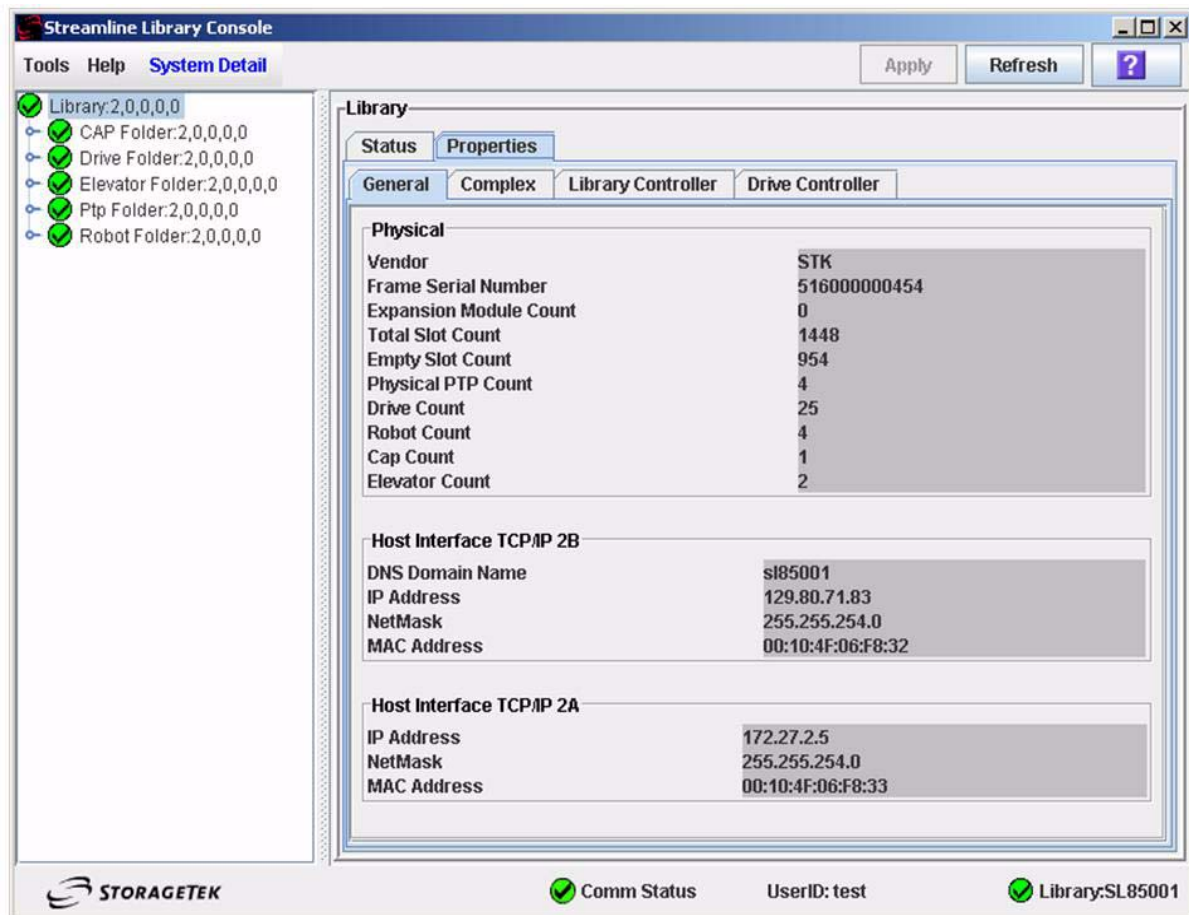 Streamline Library Console
Tools Help System Detail Apply Refresh ?
Library:2,0,0,0,0
CAP Folder:2,0,0,0,0
Drive Folder:2,0,0,0,0
Elevator Folder:2,0,0,0,0
Ptp Folder:2,0,0,0,0
Robot Folder:2,0,0,0,0
Library
Status Properties
General Complex Library Controller Drive Controller
Physical
Vendor STK
Frame Serial Number 516000000454
Expansion Module Count 0
Total Slot Count 1448
Empty Slot Count 954
Physical PTP Count 4
Drive Count 25
Robot Count 4
Cap Count 1
Elevator Count 2
Host Interface TCP/IP 2B
DNS Domain Name sl85001
IP Address 129.80.71.83
NetMask 255.255.254.0
MAC Address 00:10:4F:06:F8:32
Host Interface TCP/IP 2A
IP Address 172.27.2.5
NetMask 255.255.254.0
MAC Address 00:10:4F:06:F8:33
STORAGETEK Comm Status UserID: test Library:SL85001